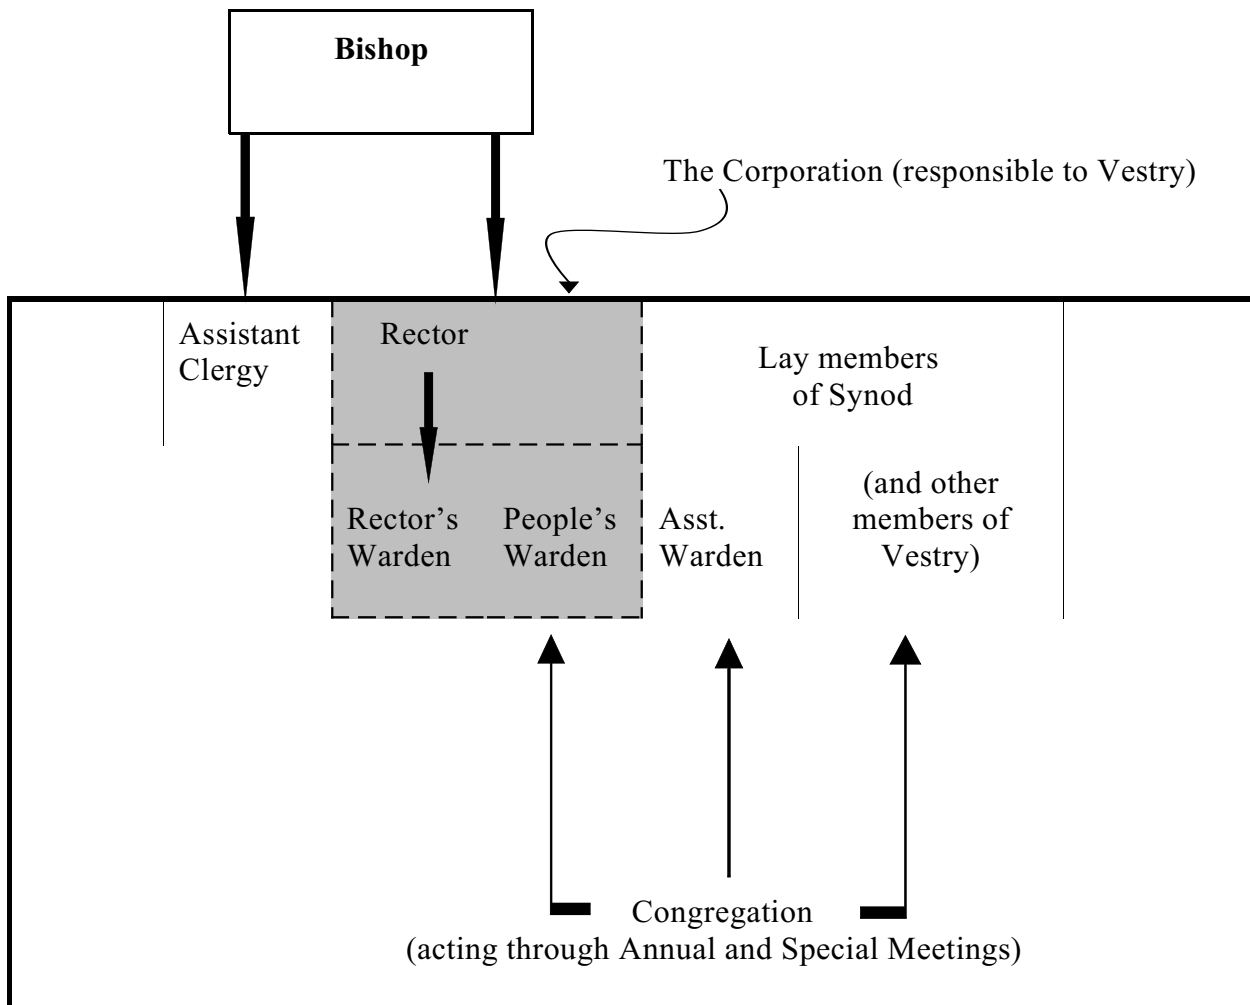 Bishop
The Corporation (responsible to Vestry)
Assistant
Clergy
Rector
Lay members
of Synod
Rector’s
Warden
People’s
Warden
Asst.
Warden
(and other
members of
Vestry)
Congregation
(acting through Annual and Special Meetings)